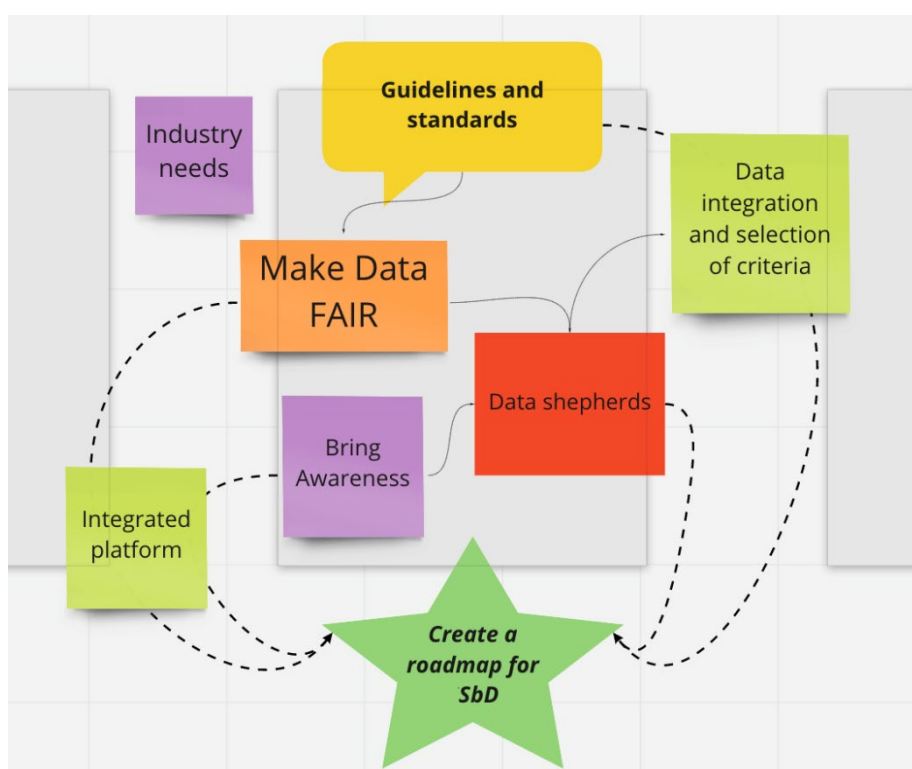 Guidelines and
standards
Industry
needs
Data
integration
and selection
of criteria
Make Data
FAIR
Data shepherds
Bring
Awareness
Integrated
platform
Create a
roadmap for
SbD